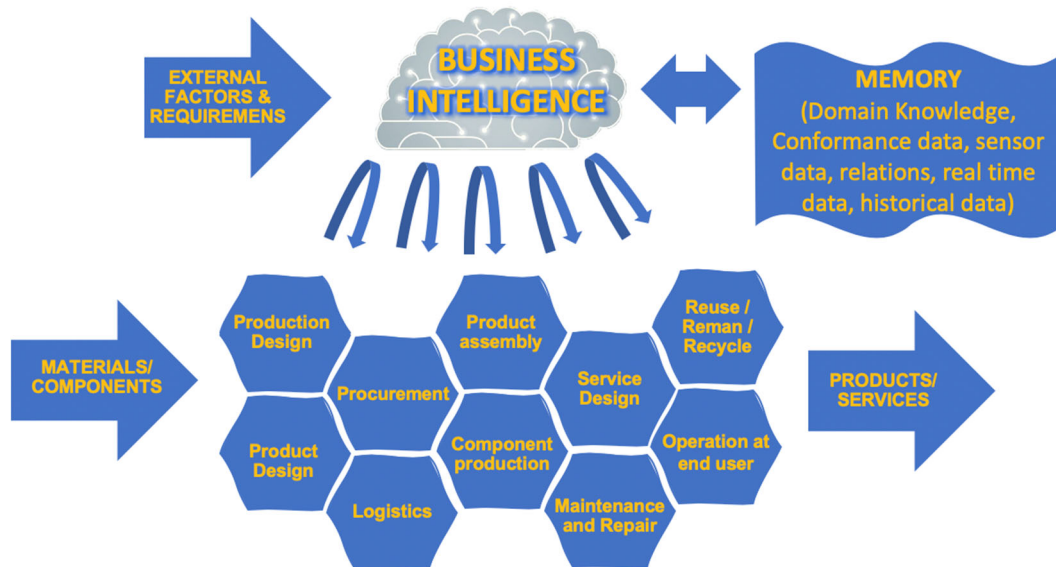 EXTERNAL
FACTORS &
REQUIREMENS
BUSINESS
INTELLIGENCE
MEMORY
(Domain Knowledge,
Conformance data, sensor
data, relations, real time
data, historical data)
MATERIALS/
COMPONENTS
Production
Design
Product
Design
Procurement
Logistics
Product
assembly
Component
production
Service
Design
Maintenance
and Repair
Reuse /
Reman /
Recycle
Operation at
end user
PRODUCTS/
SERVICES